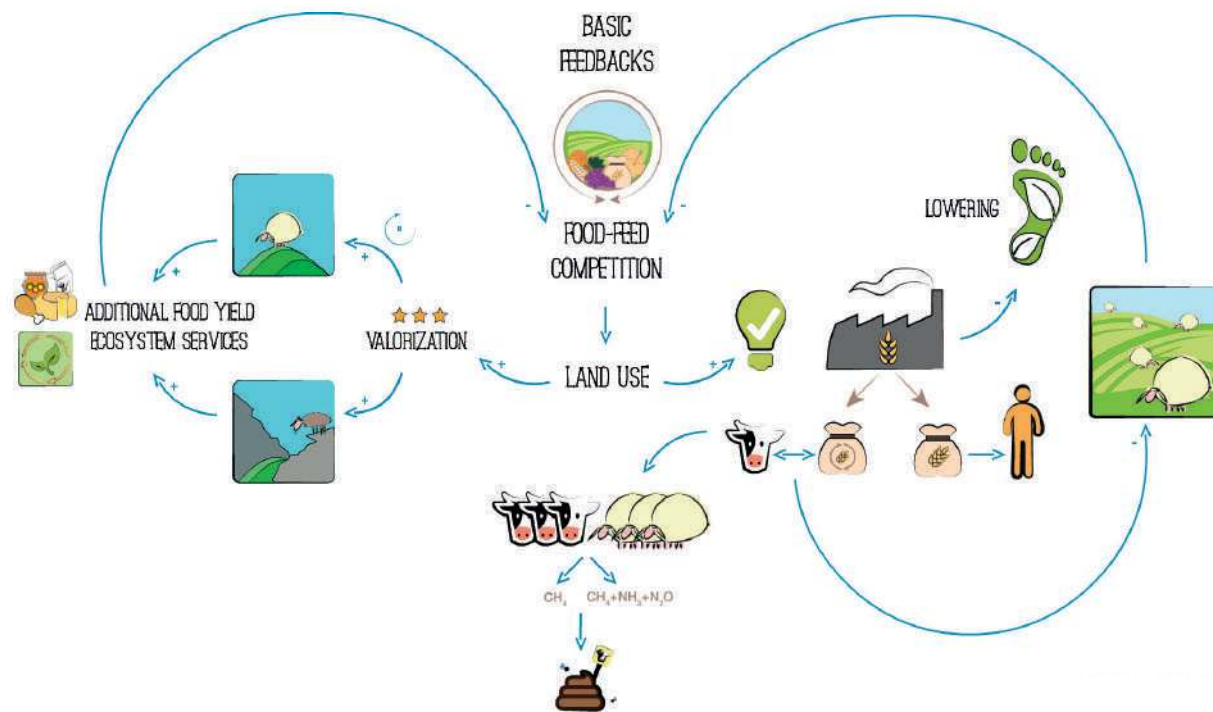 BASIC
FEEDBACKS
LOWERING
FOOD-FEED
COMPETITION
ADDITIONAL FOOD YIELD
ECOSYSTEM SERVICES
VALORIZATION
LAND USE
-
-
+
+
+
+
+
+
-
-
CH₄
CH₄+NH₃+N₂O